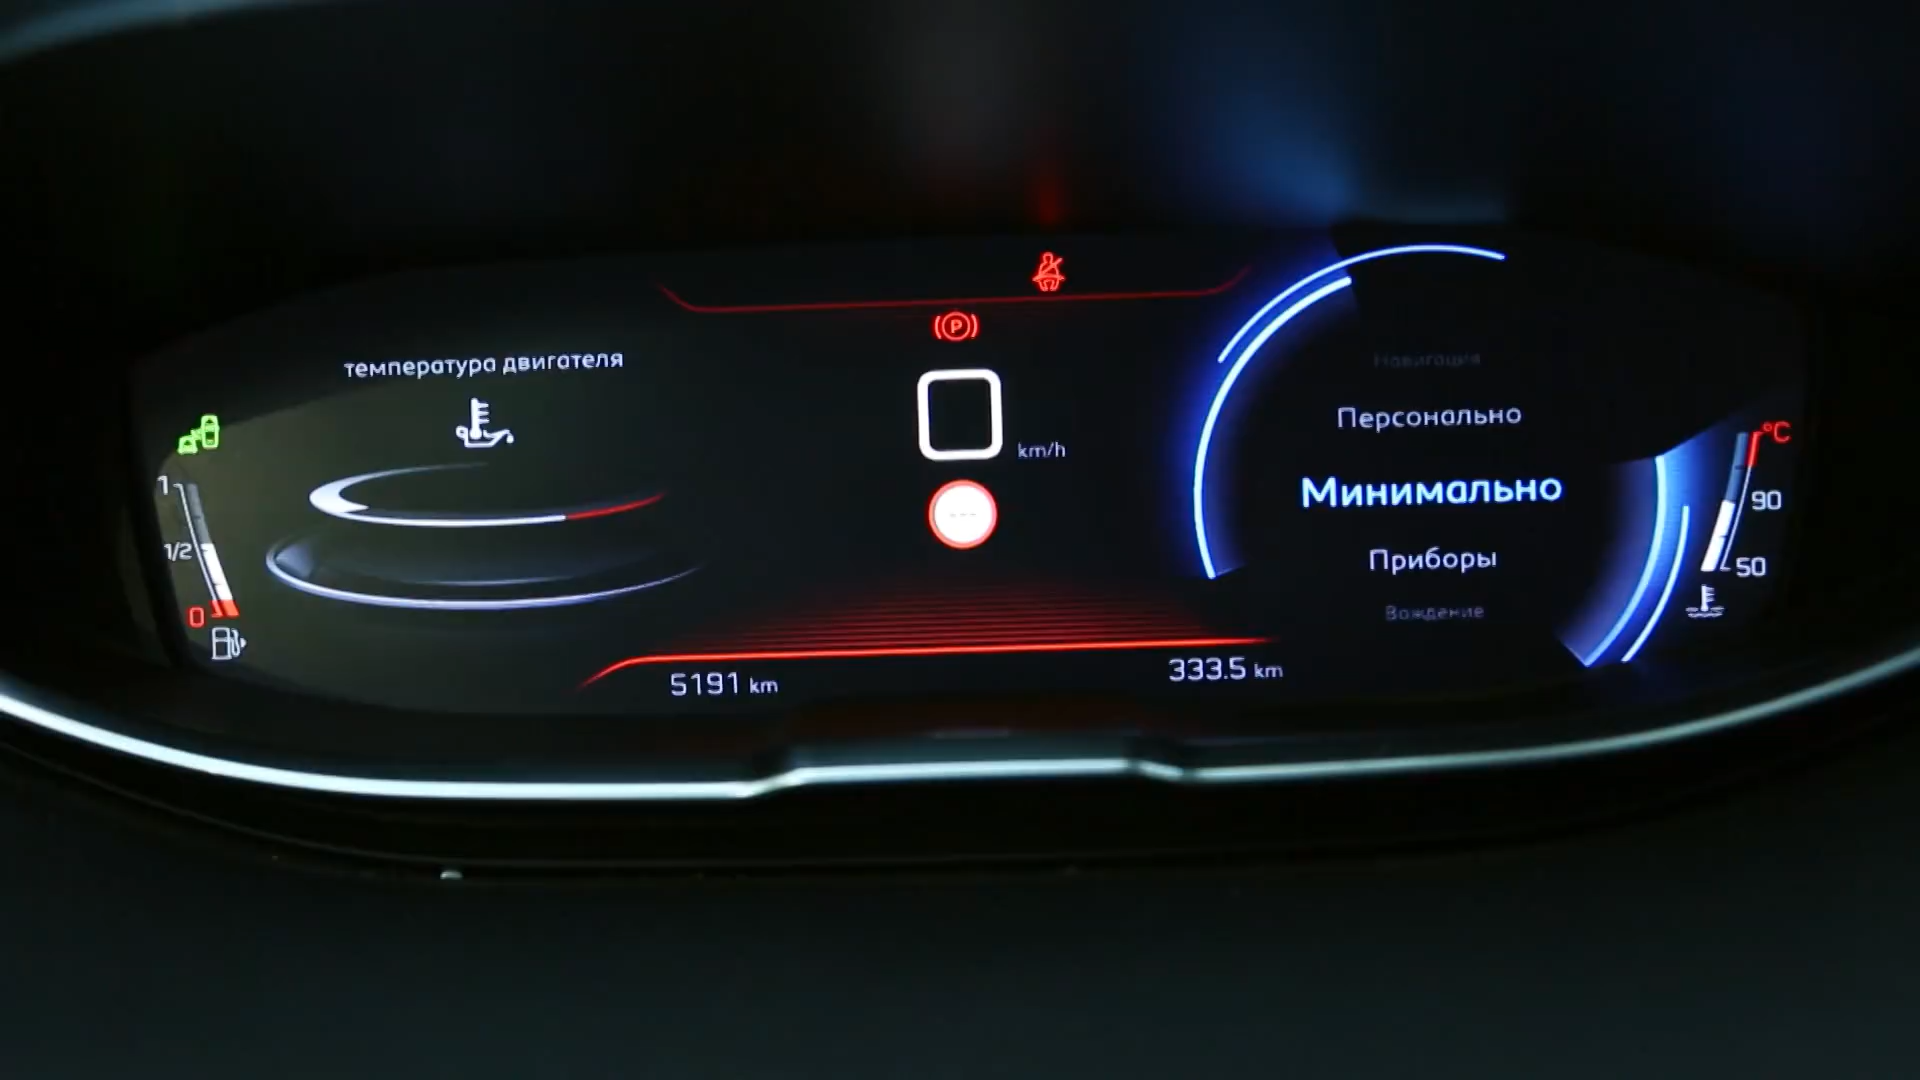 температура двигателя
1
1/2
0
P
0
km/h
---
5191 km
333.5 km
Навигация
Персонально
Минимально
Приборы
Вождение
°C
90
50